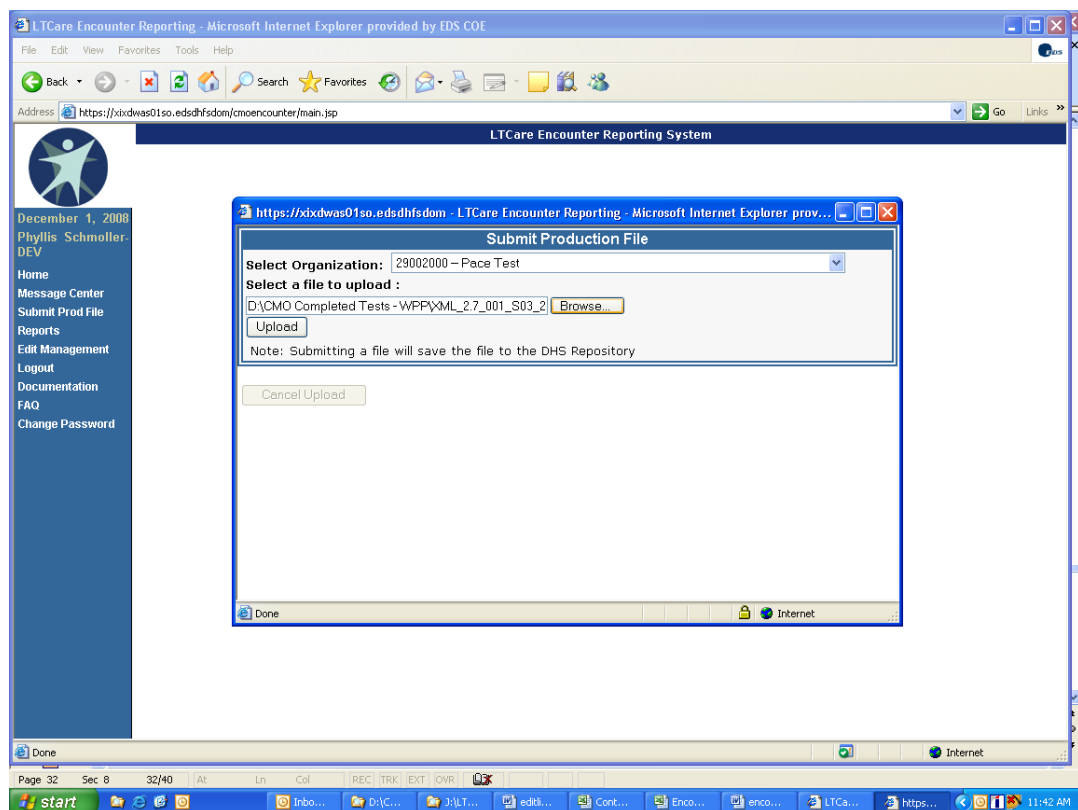 LTCare Encounter Reporting - Microsoft Internet Explorer provided by EDS COE
File Edit View Favorites Tools Help
EDS
Back Search Favorites
Address https://xixdwas01so.edsdhfsdom/cmoencounter/main.jsp Go Links »
LTCare Encounter Reporting System
December 1, 2008
Phyllis Schmoller-
DEV
Home
Message Center
Submit Prod File
Reports
Edit Management
Logout
Documentation
FAQ
Change Password
https://xixdwas01so.edsdhfsdom - LTCare Encounter Reporting - Microsoft Internet Explorer prov...
Submit Production File
Select Organization: 29002000 – Pace Test
Select a file to upload :
D:\CMO Completed Tests - WPP\XML_2.7_001_S03_2 Browse...
Upload
Note: Submitting a file will save the file to the DHS Repository
Cancel Upload
Done Internet
Done Internet
Page 32 Sec 8 32/40 At Ln Col REC TRK EXT OVR
start Inbo... D:\C... J:\LT... editli... Cont... Enco... enco... LTCa... https... 11:42 AM